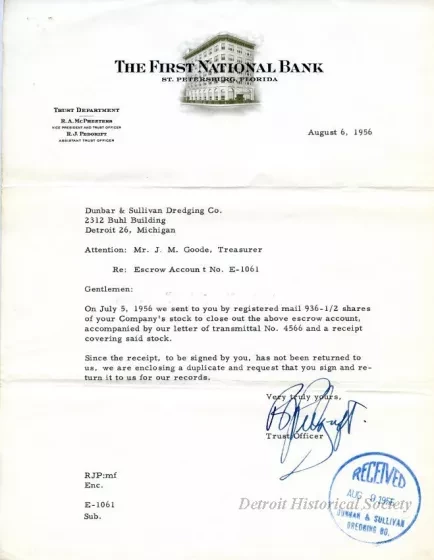 THE FIRST NATIONAL BANK
ST. PETERSBURG, FLORIDA
TRUST DEPARTMENT
R. A. MCPHEETERS
VICE PRESIDENT AND TRUST OFFICER
R. J. PEDDRIFT
ASSISTANT TRUST OFFICER
August 6, 1956
Dunbar & Sullivan Dredging Co.
2312 Buhl Building
Detroit 26, Michigan
Attention: Mr. J. M. Goode, Treasurer
Re: Escrow Account No. E-1061
Gentlemen:
On July 5, 1956 we sent to you by registered mail 936-1/2 shares
of your Company's stock to close out the above escrow account,
accompanied by our letter of transmittal No. 4566 and a receipt
covering said stock.
Since the receipt, to be signed by you, has not been returned to
us, we are enclosing a duplicate and request that you sign and re-
turn it to us for our records.
Very truly yours,
Trust Officer
RJP:mf
Enc.
E-1061
Sub.
RECEIVED
AUG 9 1956
DUNBAR & SULLIVAN
DREDGING CO.
Detroit Historical Society